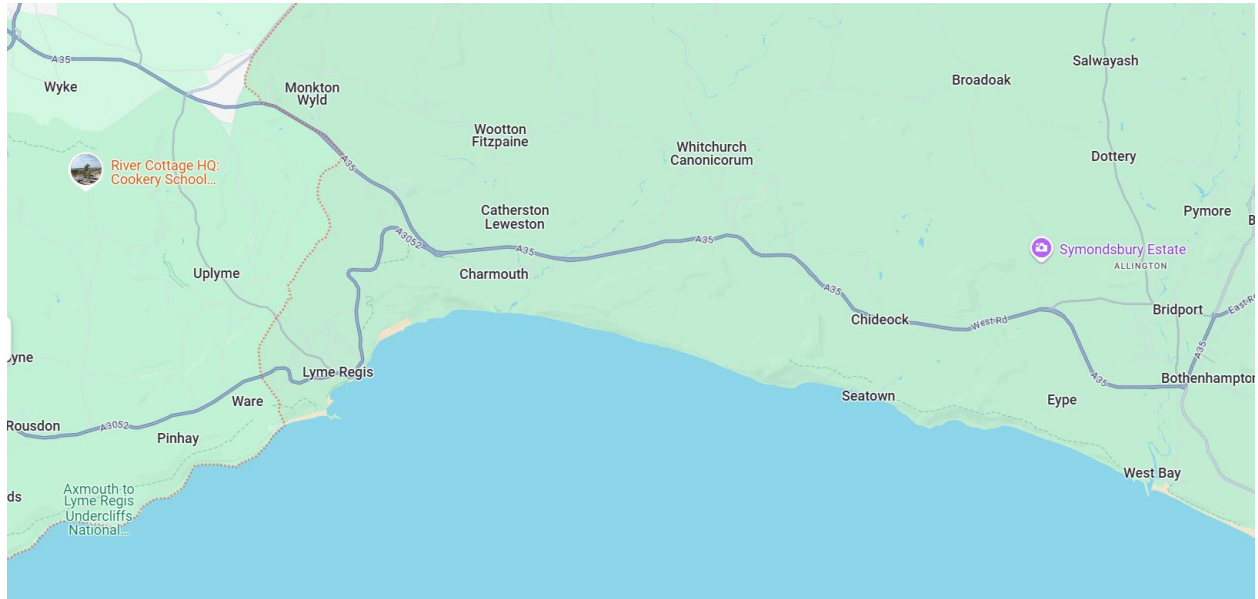 A35
Wyke
Monkton
Wyld
Broadoak
Salwayash
Wootton
Fitzpaine
Whitchurch
Canonicorum
Dottery
River Cottage HQ:
Cookery School...
A35
Catherston
Leweston
Pymore
B
A3052
A35
A35
Symondsbury Estate
ALLINGTON
Uplyme
Charmouth
A35
Chideock
West Rd
Bridport
East R
A35
yne
Lyme Regis
A35
Bothenhampton
Ware
Seatown
Eype
Rousdon
A3052
Pinhay
West Bay
ds
Axmouth to
Lyme Regis
Undercliffs
National...